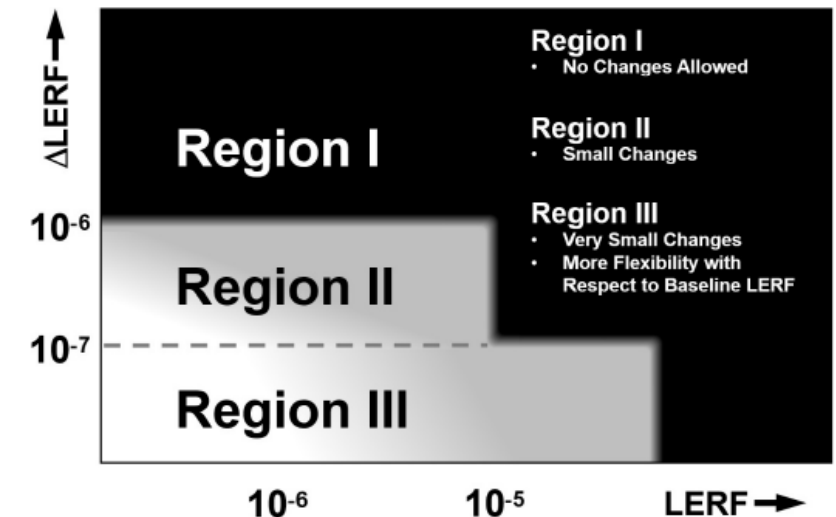 ΔLERF
Region I
• No Changes Allowed
Region II
• Small Changes
Region III
• Very Small Changes
• More Flexibility with
Respect to Baseline LERF
Region I
10-6
Region II
10-7
Region III
10-6 10-5 LERF